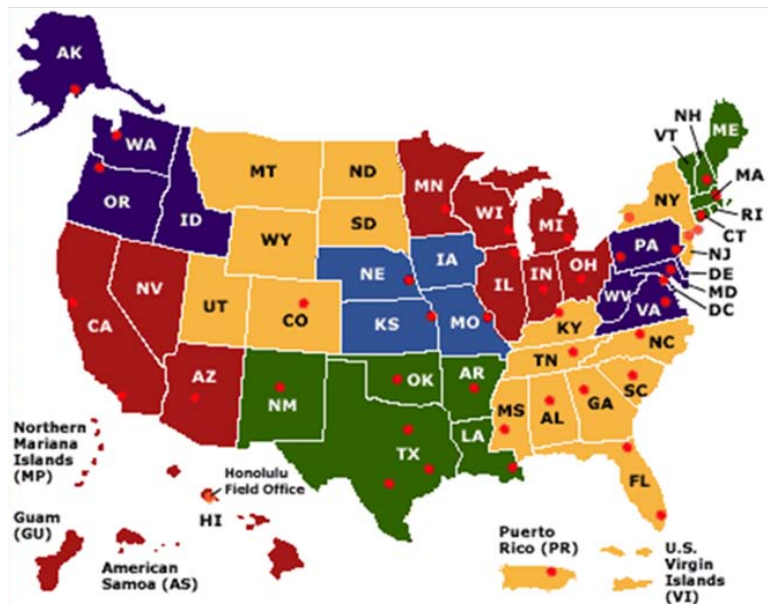 AK
WA
OR
ID
MT
ND
SD
WY
MN
WI
MI
VT
NH
ME
MA
RI
CT
NY
NJ
PA
DE
MD
DC
WV
VA
CA
NV
UT
CO
NE
IA
KS
MO
IL
IN
OH
KY
TN
NC
SC
AZ
NM
OK
AR
TX
LA
MS
AL
GA
FL
Northern
Mariana
Islands
(MP)
Honolulu
Field Office
HI
Guam
(GU)
American
Samoa (AS)
Puerto
Rico (PR)
U.S.
Virgin
Islands
(VI)